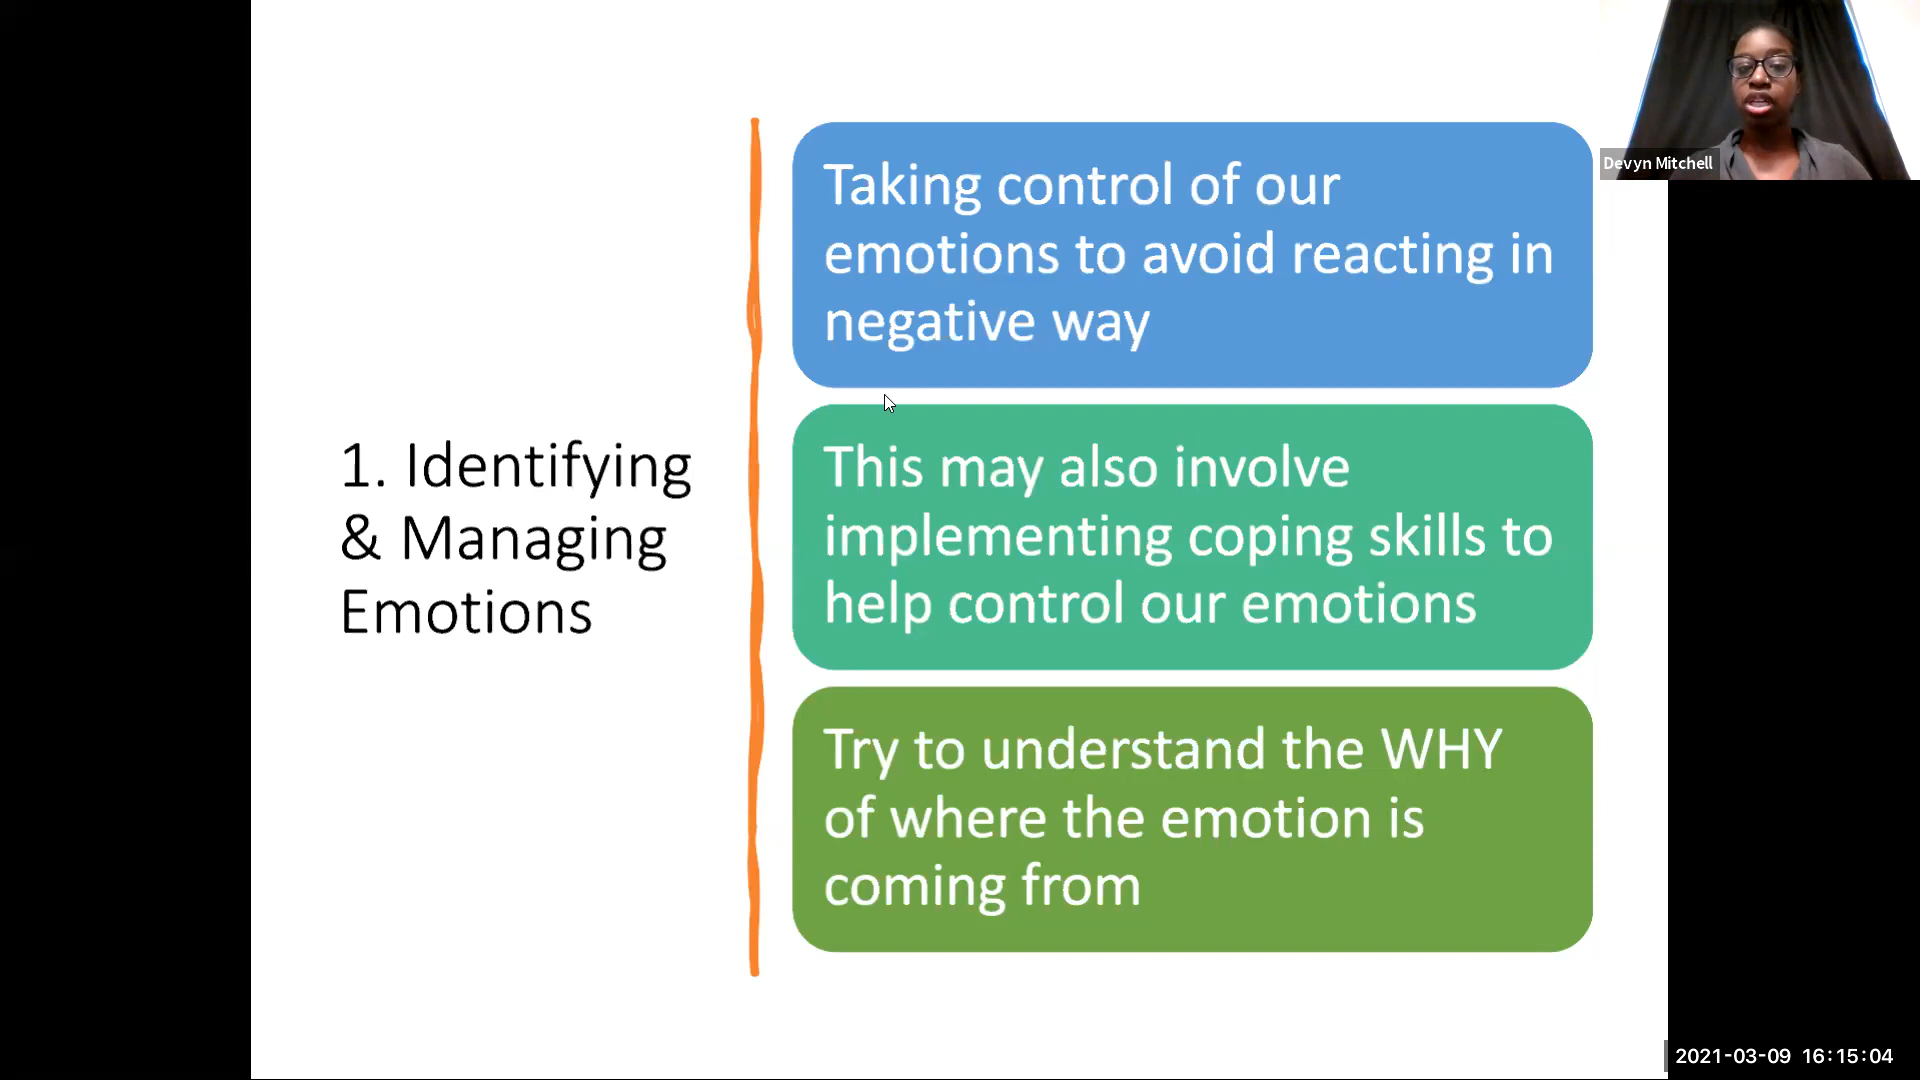 1. Identifying
& Managing
Emotions
Taking control of our
emotions to avoid reacting in
negative way
This may also involve
implementing coping skills to
help control our emotions
Try to understand the WHY
of where the emotion is
coming from
Devyn Mitchell
2021-03-09 16:15:04